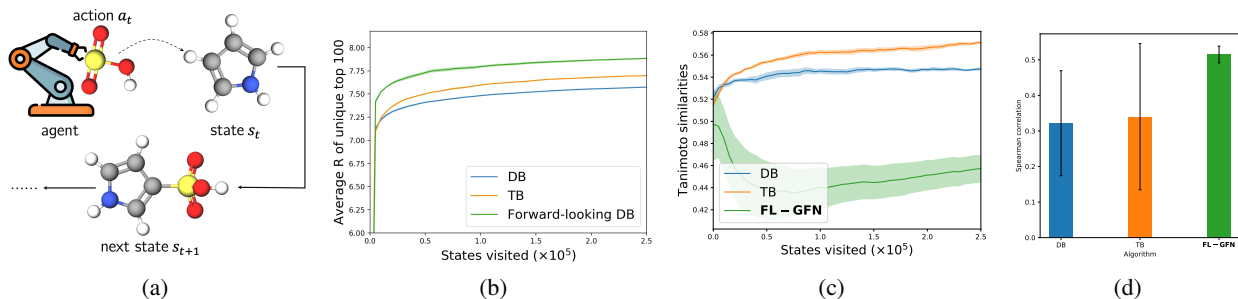 action a_t
agent
state s_t
......
next state s_{t+1}
(a)
Average R of unique top 100
8.00
7.75
7.50
7.25
7.00
6.75
6.50
6.25
6.00
DB
TB
Forward-looking DB
0.0
0.5
1.0
1.5
2.0
2.5
States visited (×10^5)
(b)
Tanimoto similarities
0.58
0.56
0.54
0.52
0.50
0.48
0.46
0.44
0.42
DB
TB
FL − GFN
0.0
0.5
1.0
1.5
2.0
2.5
States visited (×10^5)
(c)
Spearman correlation
0.5
0.4
0.3
0.2
0.1
0.0
DB
TB
FL − GFN
Algorithm
(d)